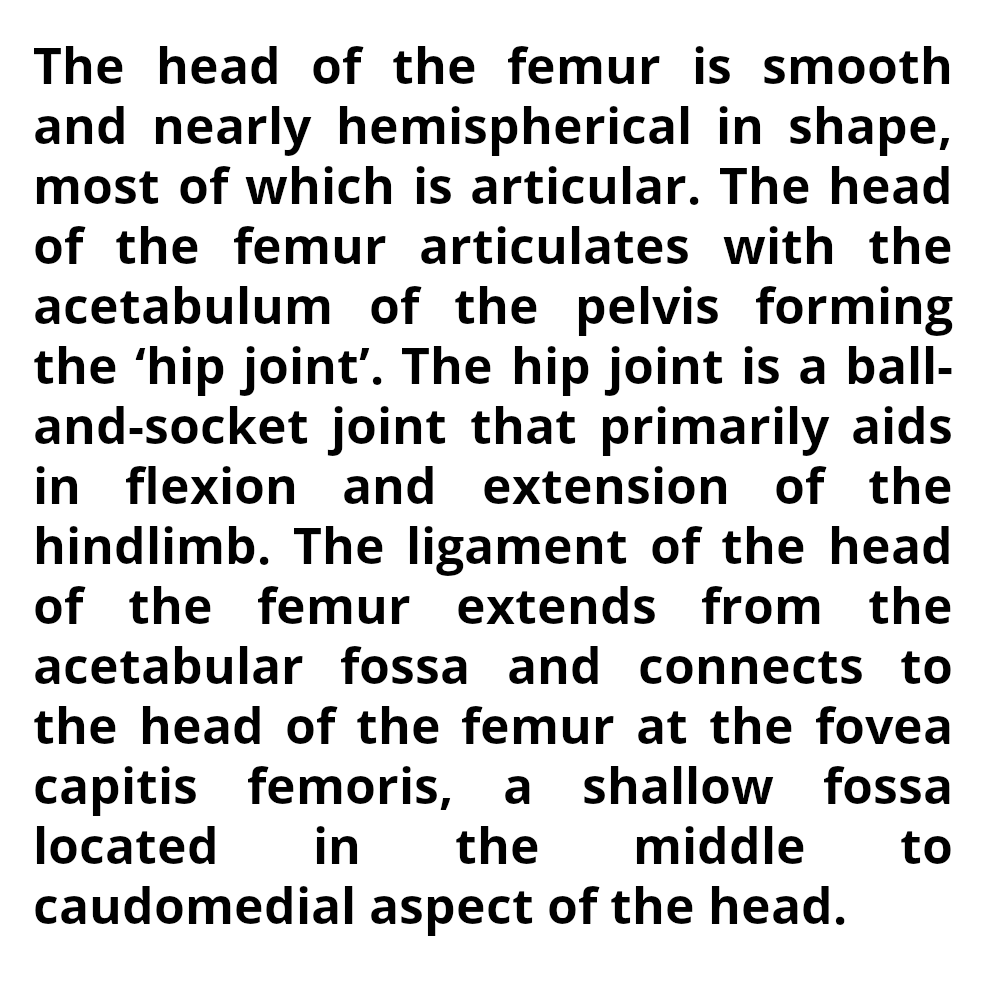 The head of the femur is smooth
and nearly hemispherical in shape,
most of which is articular. The head
of the femur articulates with the
acetabulum of the pelvis forming
the ‘hip joint’. The hip joint is a ball-
and-socket joint that primarily aids
in flexion and extension of the
hindlimb. The ligament of the head
of the femur extends from the
acetabular fossa and connects to
the head of the femur at the fovea
capitis femoris, a shallow fossa
located in the middle to
caudomedial aspect of the head.